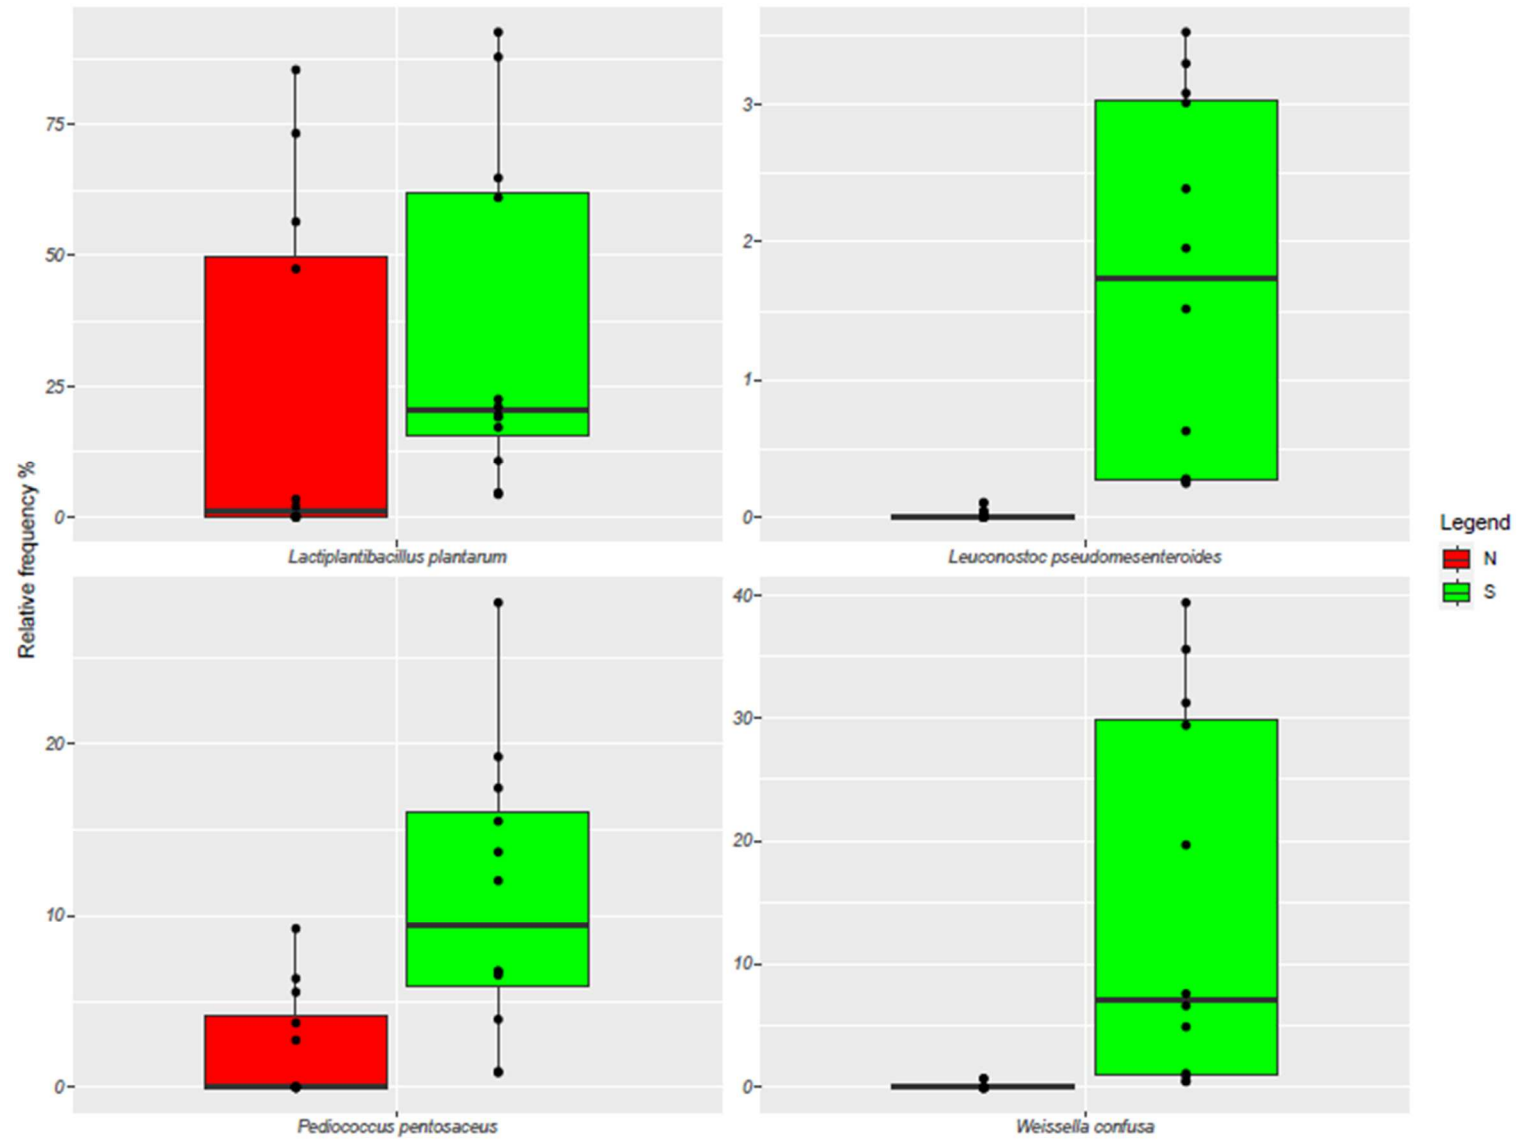 Relative frequency %
75
50
25
0
Lactiplantibacillus plantarum
3
2
1
0
Leuconostoc pseudomesenteroides
20
10
0
Pediococcus pentosaceus
40
30
20
10
0
Weissella confusa
Legend
N
S